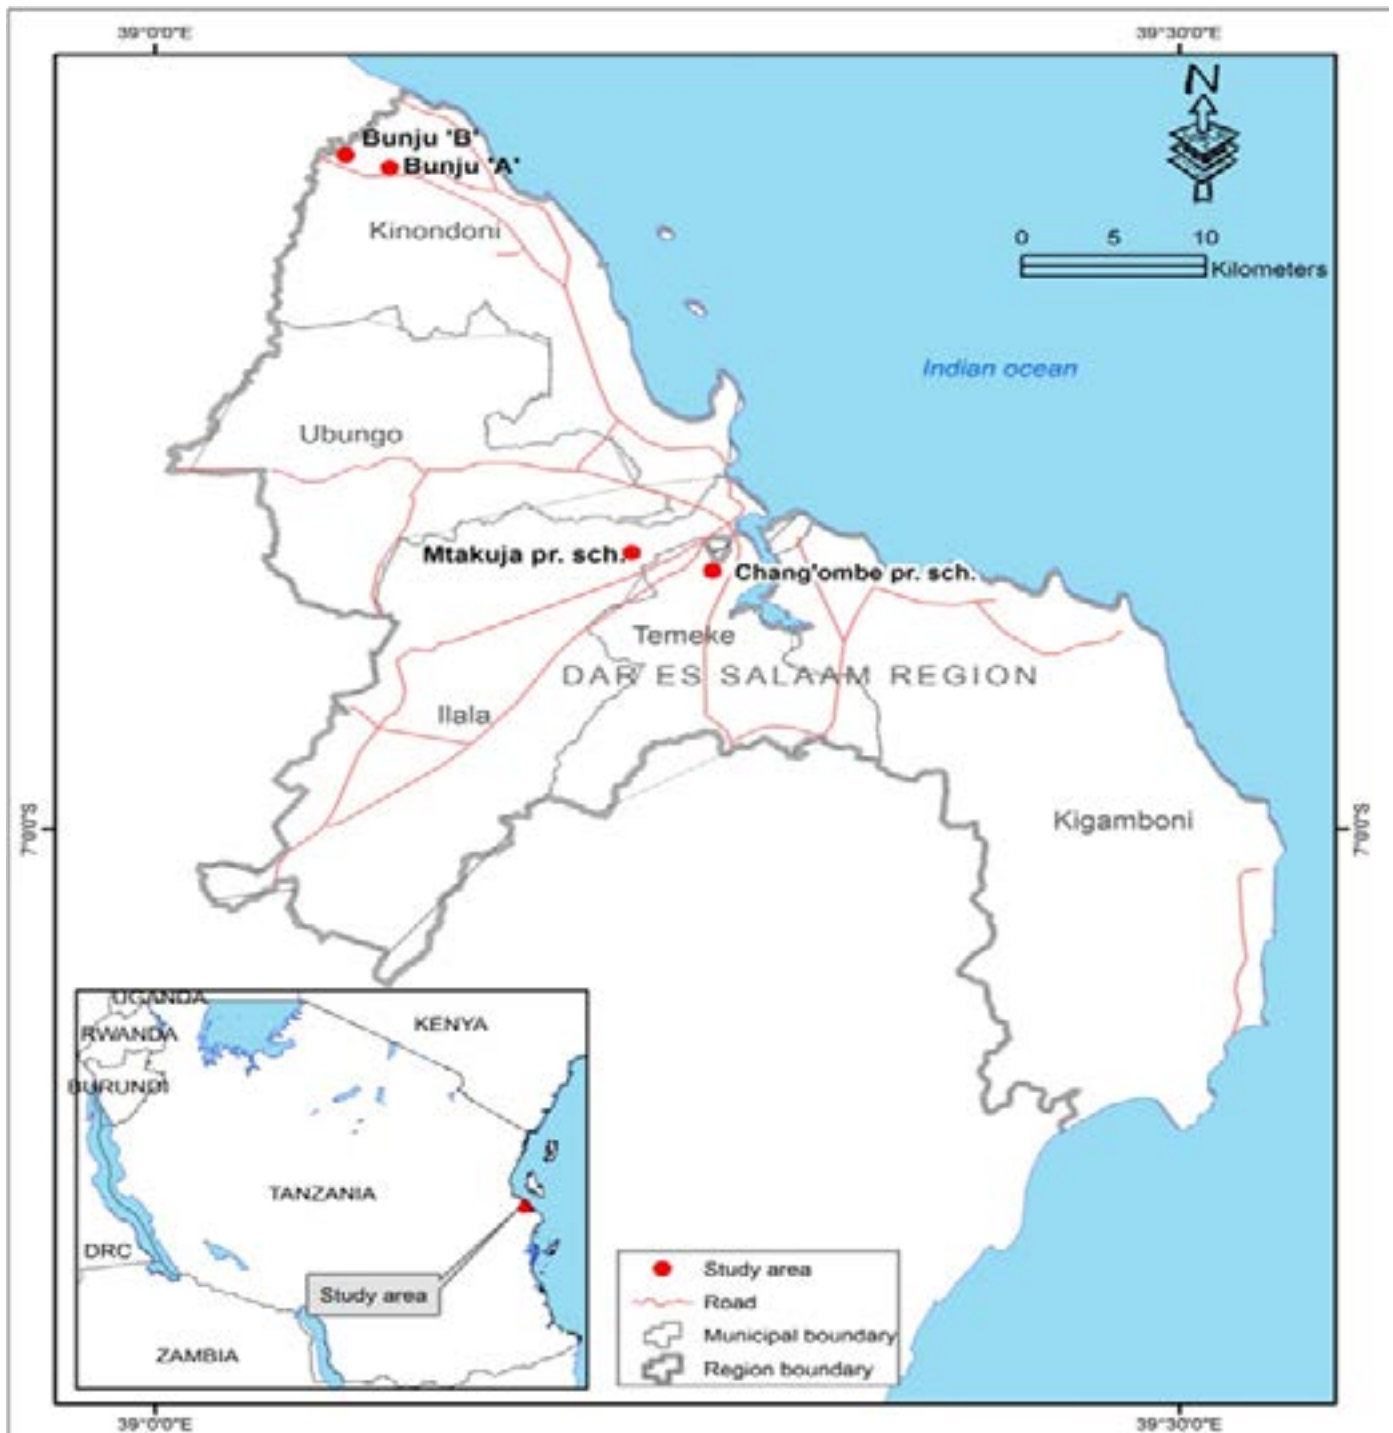 39°0'0"E
39°30'0"E
N
Bunju 'B'
Bunju 'A'
Kinondoni
0 5 10
Kilometers
Indian ocean
Ubungo
Mtakuja pr. sch.
Chang'ombe pr. sch.
Temeke
DAR ES SALAAM REGION
Ilala
Kigamboni
7°0'0"S
7°0'0"S
UGANDA
KENYA
RWANDA
BURUNDI
TANZANIA
DRC
Study area
ZAMBIA
Study area
Road
Municipal boundary
Region boundary
39°0'0"E
39°30'0"E